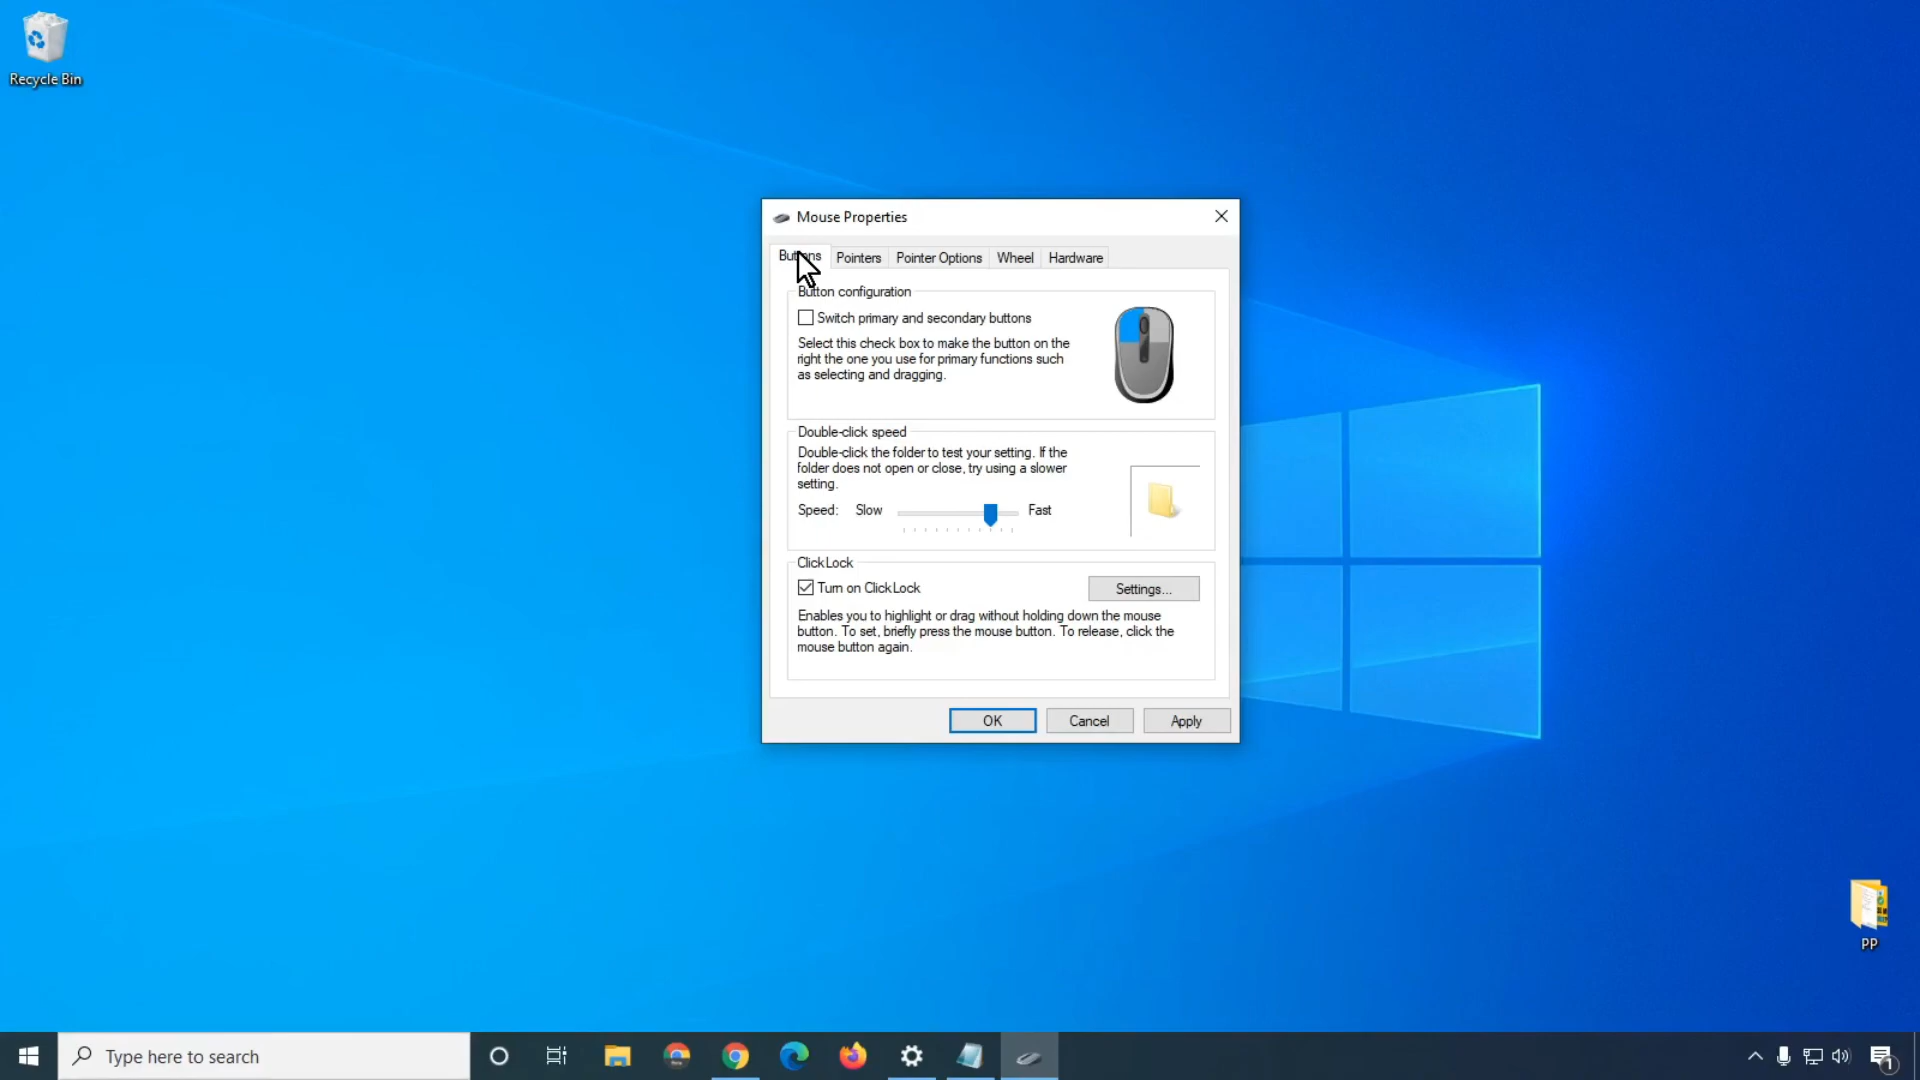 Recycle Bin
Mouse Properties
Buttons
Pointers
Pointer Options
Wheel
Hardware
Button configuration
Switch primary and secondary buttons
Select this check box to make the button on the
right the one you use for primary functions such
as selecting and dragging.
Double-click speed
Double-click the folder to test your setting. If the
folder does not open or close, try using a slower
setting.
Speed: Slow Fast
ClickLock
Turn on ClickLock
Settings...
Enables you to highlight or drag without holding down the mouse
button. To set, briefly press the mouse button. To release, click the
mouse button again.
OK
Cancel
Apply
PP
Type here to search
1